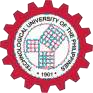 TECHNOLOGICAL UNIVERSITY OF THE PHILIPPINES
• 1901 •